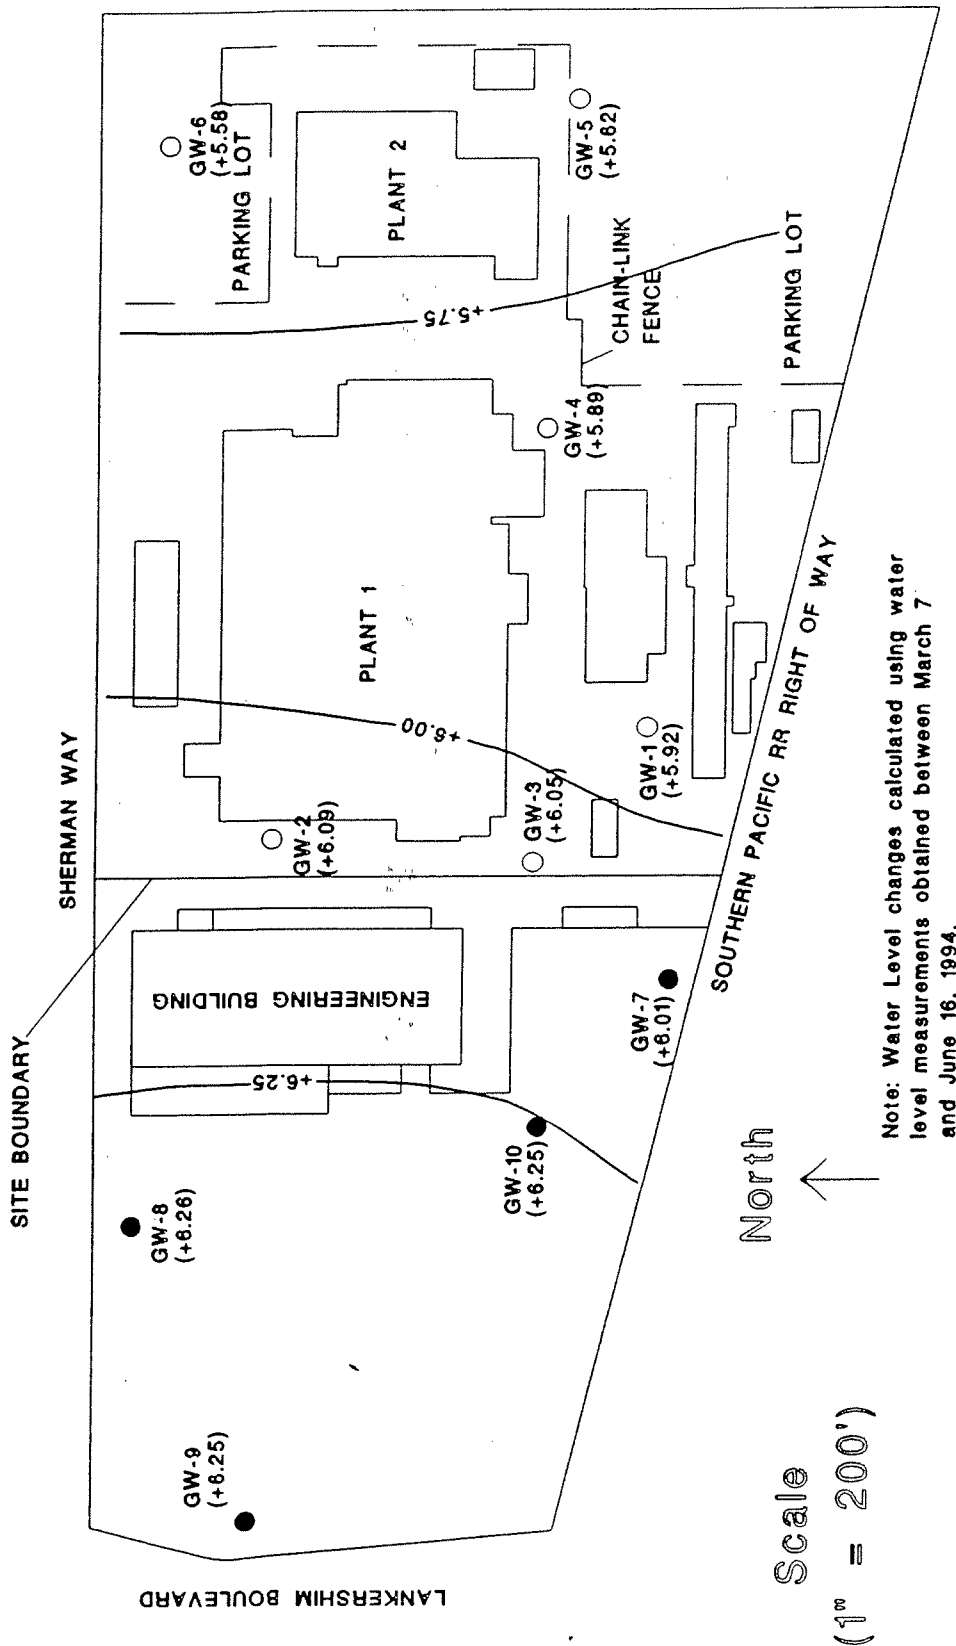 SITE BOUNDARY
SHERMAN WAY
LANKERSHIM BOULEVARD
GW-9
(+6.25)
GW-8
(+6.26)
+6.25
ENGINEERING BUILDING
GW-10
(+6.25)
GW-7
(+6.01)
GW-2
(+6.09)
GW-3
(+6.05)
GW-1
(+5.92)
+6.00
PLANT 1
GW-4
(+5.89)
+5.75
CHAIN-LINK
FENCE
PLANT 2
PARKING LOT
GW-6
(+5.58)
GW-5
(+5.62)
PARKING LOT
SOUTHERN PACIFIC RR RIGHT OF WAY
North
Scale
(1" = 200')
Note: Water Level changes calculated using water
level measurements obtained between March 7
and June 16, 1994.